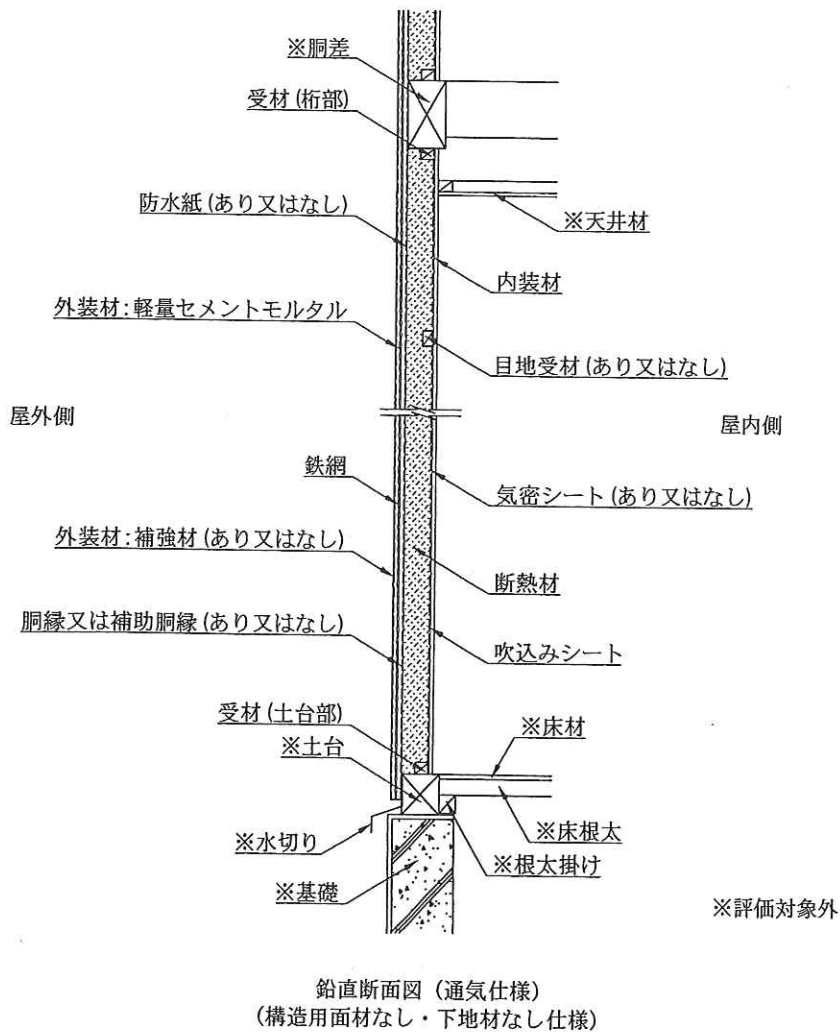 ※胴差
受材(桁部)
防水紙(あり又はなし)
※天井材
内装材
外装材:軽量セメントモルタル
目地受材(あり又はなし)
屋外側
屋内側
鉄網
気密シート(あり又はなし)
外装材:補強材(あり又はなし)
断熱材
胴縁又は補助胴縁(あり又はなし)
吹込みシート
受材(土台部)
※床材
※土台
※水切り
※床根太
※根太掛け
※基礎
※評価対象外
鉛直断面図(通気仕様)
(構造用面材なし・下地材なし仕様)